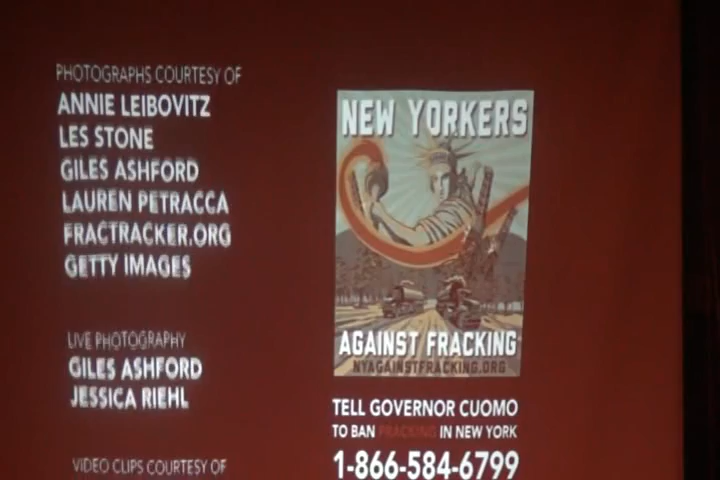 PHOTOGRAPHS COURTESY OF
ANNIE LEIBOVITZ
LES STONE
GILES ASHFORD
LAUREN PETRACCA
FRACTRACKER.ORG
GETTY IMAGES
LIVE PHOTOGRAPHY
GILES ASHFORD
JESSICA RIEHL
VIDEO CLIPS COURTESY OF
NEW YORKERS
AGAINST FRACKING
NYAGAINSTFRACKING.ORG
TELL GOVERNOR CUOMO
TO BAN FRACKING IN NEW YORK
1-866-584-6799